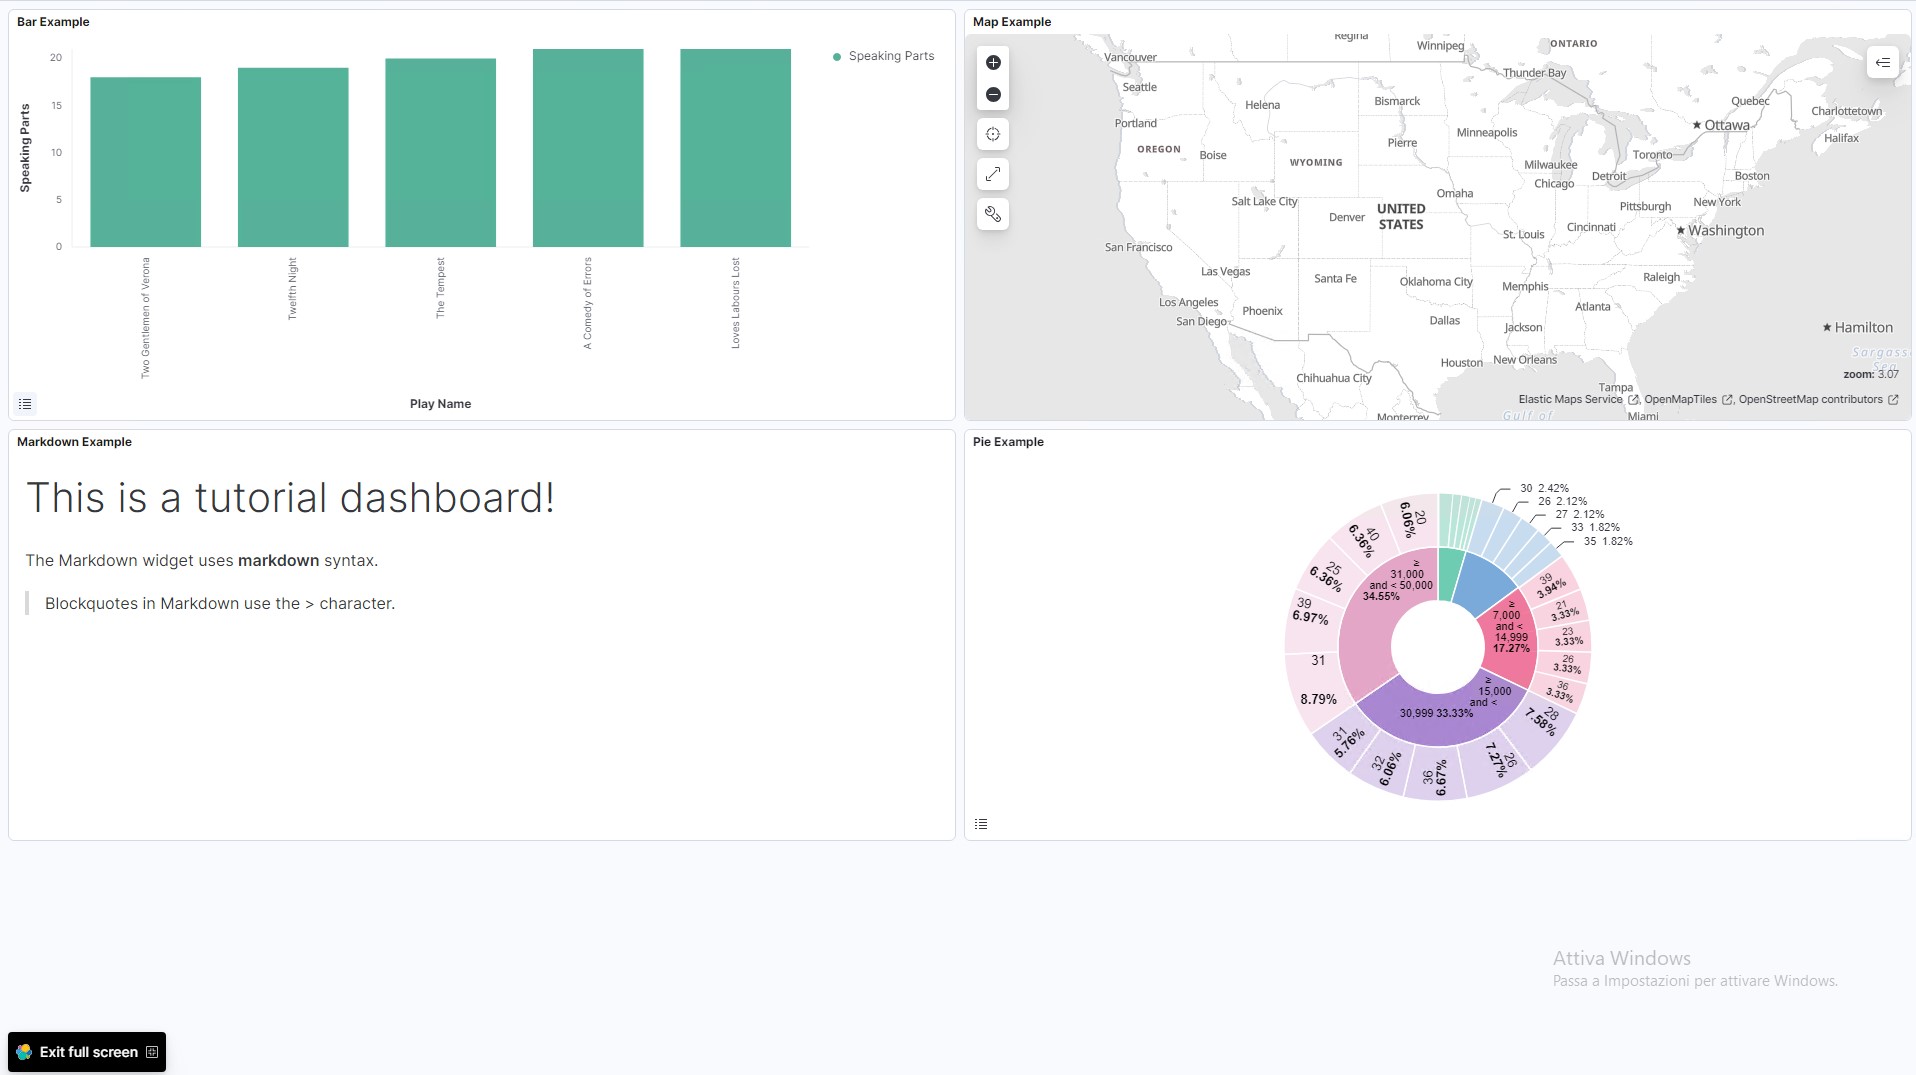 Bar Example
20
15
10
5
0
Speaking Parts
Speaking Parts
Two Gentlemen of Verona
Twelfth Night
The Tempest
A Comedy of Errors
Loves Labours Lost
Play Name
Map Example
Regina
Winnipeg
ONTARIO
Vancouver
Thunder Bay
Seattle
Helena
Bismarck
Quebec
Charlottetown
Portland
Minneapolis
Ottawa
Halifax
OREGON
Boise
WYOMING
Pierre
Milwaukee
Toronto
Chicago
Detroit
Boston
Salt Lake City
Omaha
Denver
UNITED
STATES
Pittsburgh
New York
St. Louis
Cincinnati
Washington
San Francisco
Las Vegas
Santa Fe
Oklahoma City
Memphis
Raleigh
Los Angeles
San Diego
Phoenix
Dallas
Jackson
Atlanta
Hamilton
Houston
New Orleans
Sargass
Sea
Chihuahua City
Tampa
zoom: 3.07
Elastic Maps Service , OpenMapTiles , OpenStreetMap contributors
Monterrey
Gulf of
Miami
Markdown Example
This is a tutorial dashboard!
The Markdown widget uses markdown syntax.
Blockquotes in Markdown use the > character.
Pie Example
30 2.42%
26 2.12%
27 2.12%
33 1.82%
35 1.82%
39
3.94%
21
3.33%
23
3.33%
26
3.33%
36
3.33%
28
7.58%
26
7.27%
36
6.67%
32
6.06%
31
5.76%
31
8.79%
39
6.97%
25
6.36%
40
6.36%
20
6.06%
≥
31,000
and < 50,000
34.55%
≥
7,000
and <
14,999
17.27%
≥
15,000
and <
30,999 33.33%
Attiva Windows
Passa a Impostazioni per attivare Windows.
Exit full screen